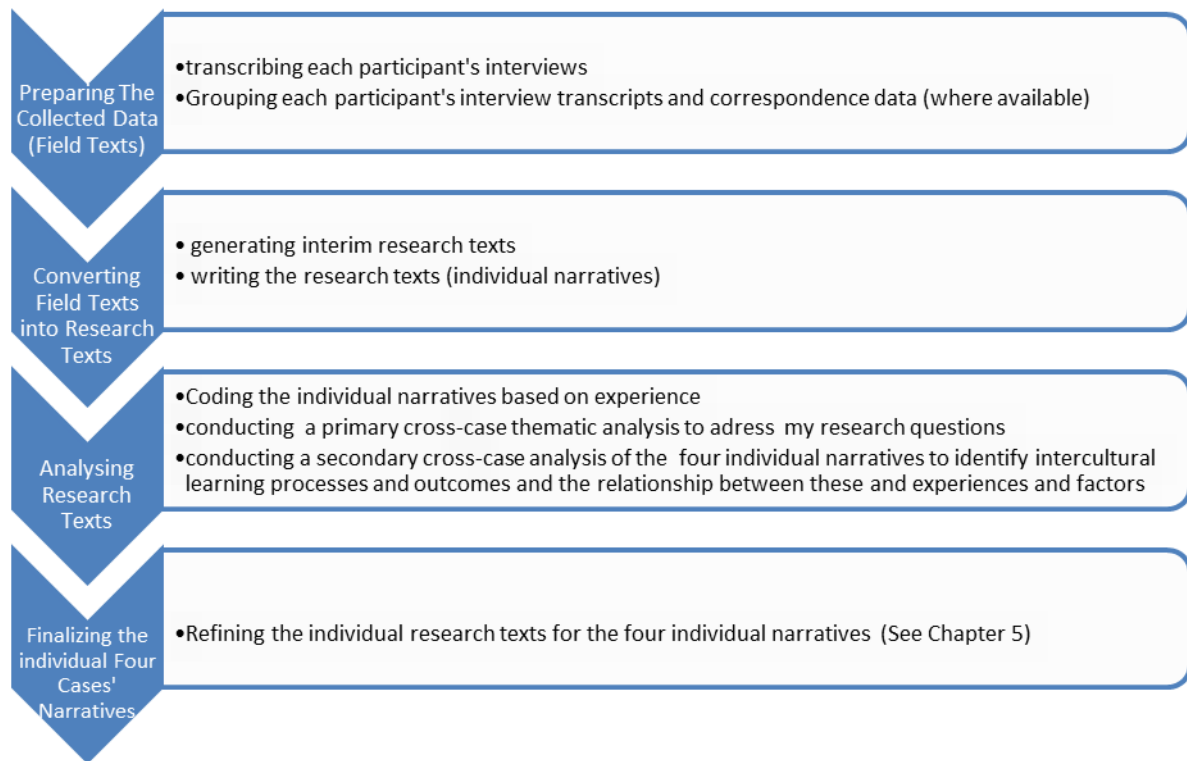 Preparing The
Collected Data
(Field Texts)
•transcribing each participant's interviews
•Grouping each participant's interview transcripts and correspondence data (where available)
Converting
Field Texts
into Research
Texts
• generating interim research texts
• writing the research texts (individual narratives)
Analysing
Research
Texts
•Coding the individual narratives based on experience
•conducting a primary cross-case thematic analysis to adress my research questions
•conducting a secondary cross-case analysis of the four individual narratives to identify intercultural
learning processes and outcomes and the relationship between these and experiences and factors
Finalizing the
individual Four
Cases'
Narratives
•Refining the individual research texts for the four individual narratives (See Chapter 5)